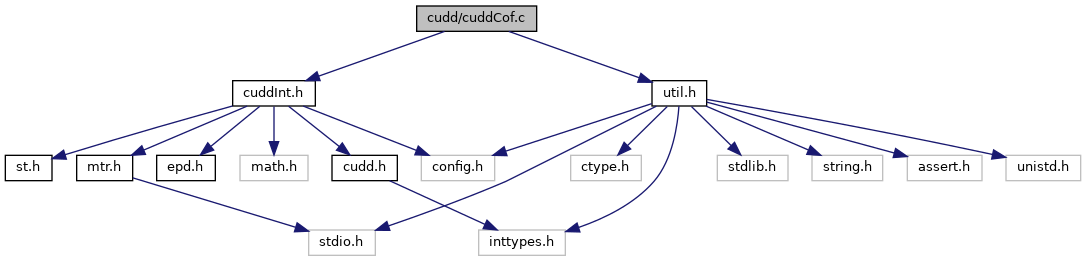 cudd/cuddCof.c
cuddInt.h
util.h
st.h
mtr.h
epd.h
math.h
cudd.h
config.h
ctype.h
stdlib.h
string.h
assert.h
unistd.h
stdio.h
inttypes.h